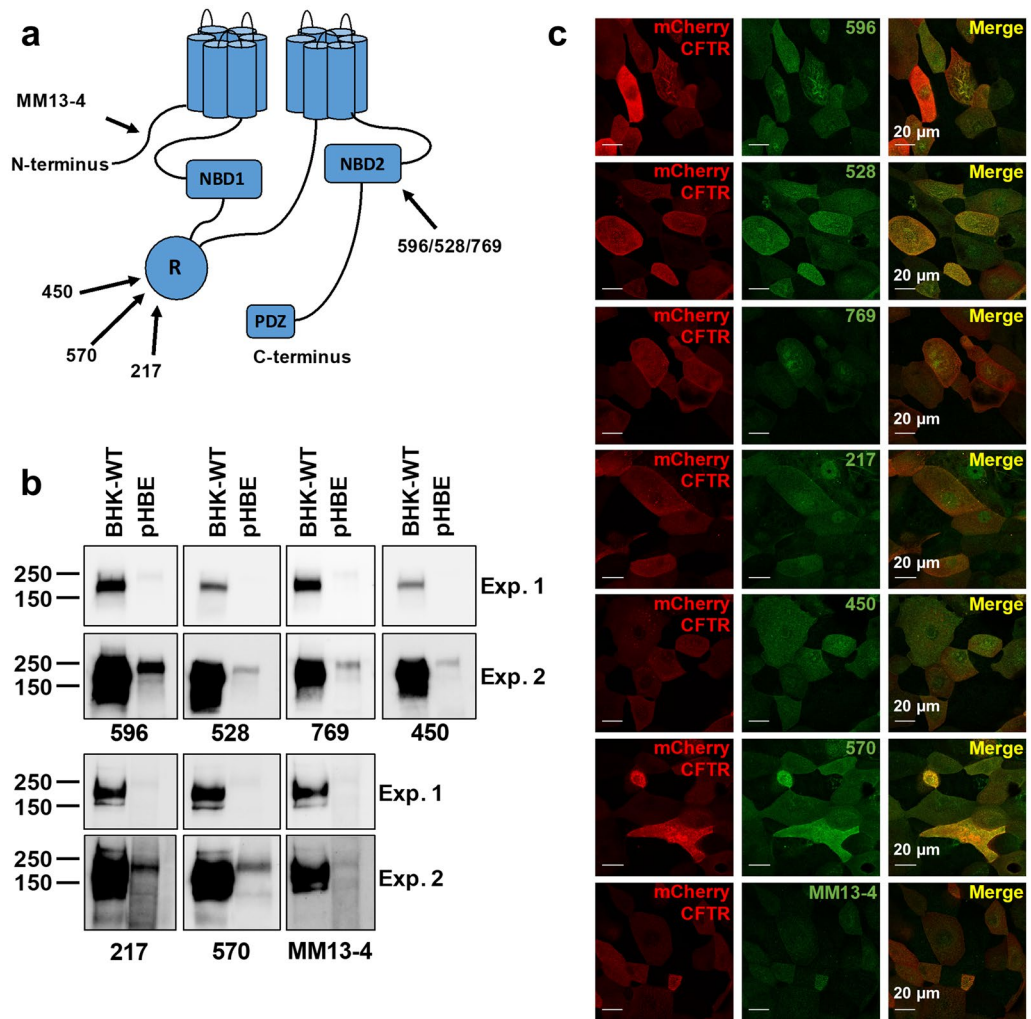 a
MM13-4
N-terminus
NBD1
NBD2
596/528/769
R
450
570
217
PDZ
C-terminus
b
BHK-WT
pHBE
BHK-WT
pHBE
BHK-WT
pHBE
BHK-WT
pHBE
250
150
Exp. 1
250
150
Exp. 2
596
528
769
450
250
150
Exp. 1
250
150
Exp. 2
217
570
MM13-4
c
mCherry
CFTR
596
Merge
20 µm
mCherry
CFTR
528
Merge
20 µm
mCherry
CFTR
769
Merge
20 µm
mCherry
CFTR
217
Merge
20 µm
mCherry
CFTR
450
Merge
20 µm
mCherry
CFTR
570
Merge
20 µm
mCherry
CFTR
MM13-4
Merge
20 µm